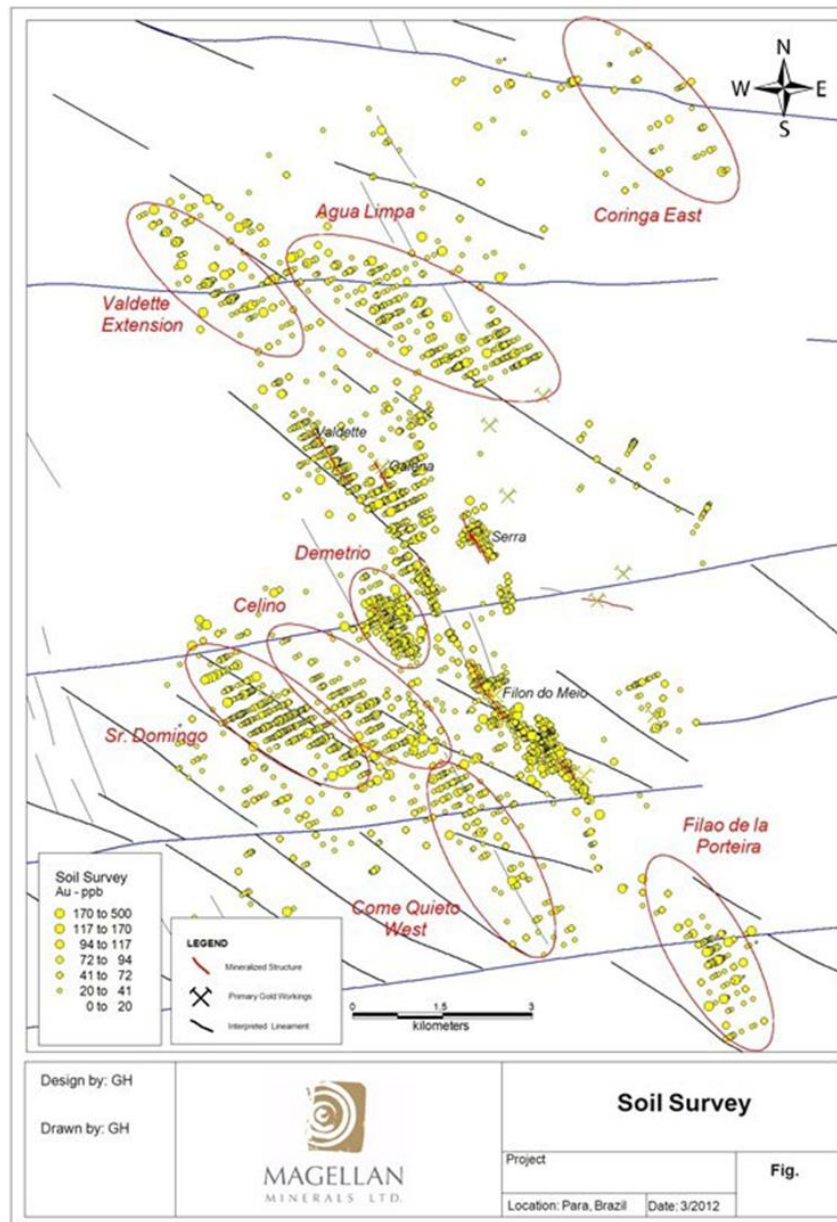 N
W E
S
Agua Limpa
Coringa East
Valdette
Extension
Valdette
Galena
Serra
Demetrio
Celino
Filon do Meio
Sr. Domingo
Filao de la
Porteira
Come Quieto
West
Soil Survey
Au - ppb
170 to 500
117 to 170
94 to 117
72 to 94
41 to 72
20 to 41
0 to 20
LEGEND
Mineralized Structure
Primary Gold Workings
Interpreted Lineament
0 1.5 3
kilometers
Design by: GH
Drawn by: GH
MAGELLAN
MINERALS LTD.
Soil Survey
Project
Fig.
Location: Para, Brazil
Date: 3/2012